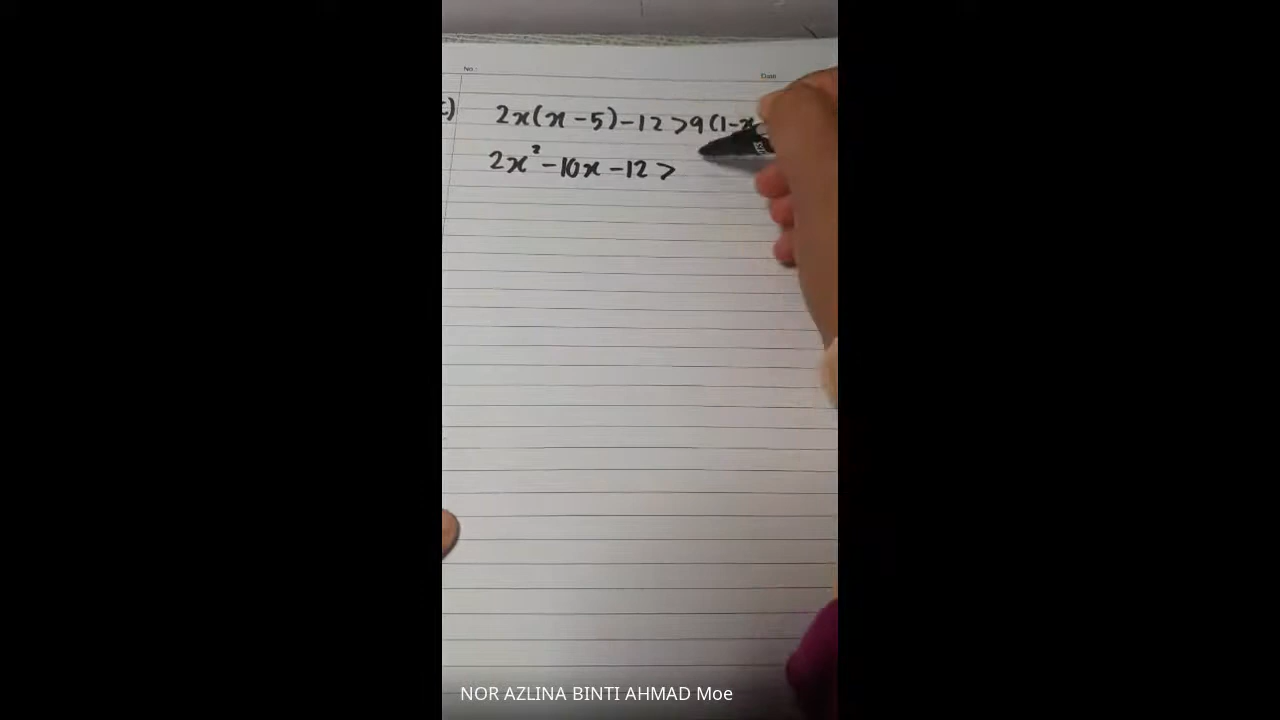 No :
Date
c) 2x(x-5)-12>9(1-x
2x²-10x-12>
NOR AZLINA BINTI AHMAD Moe